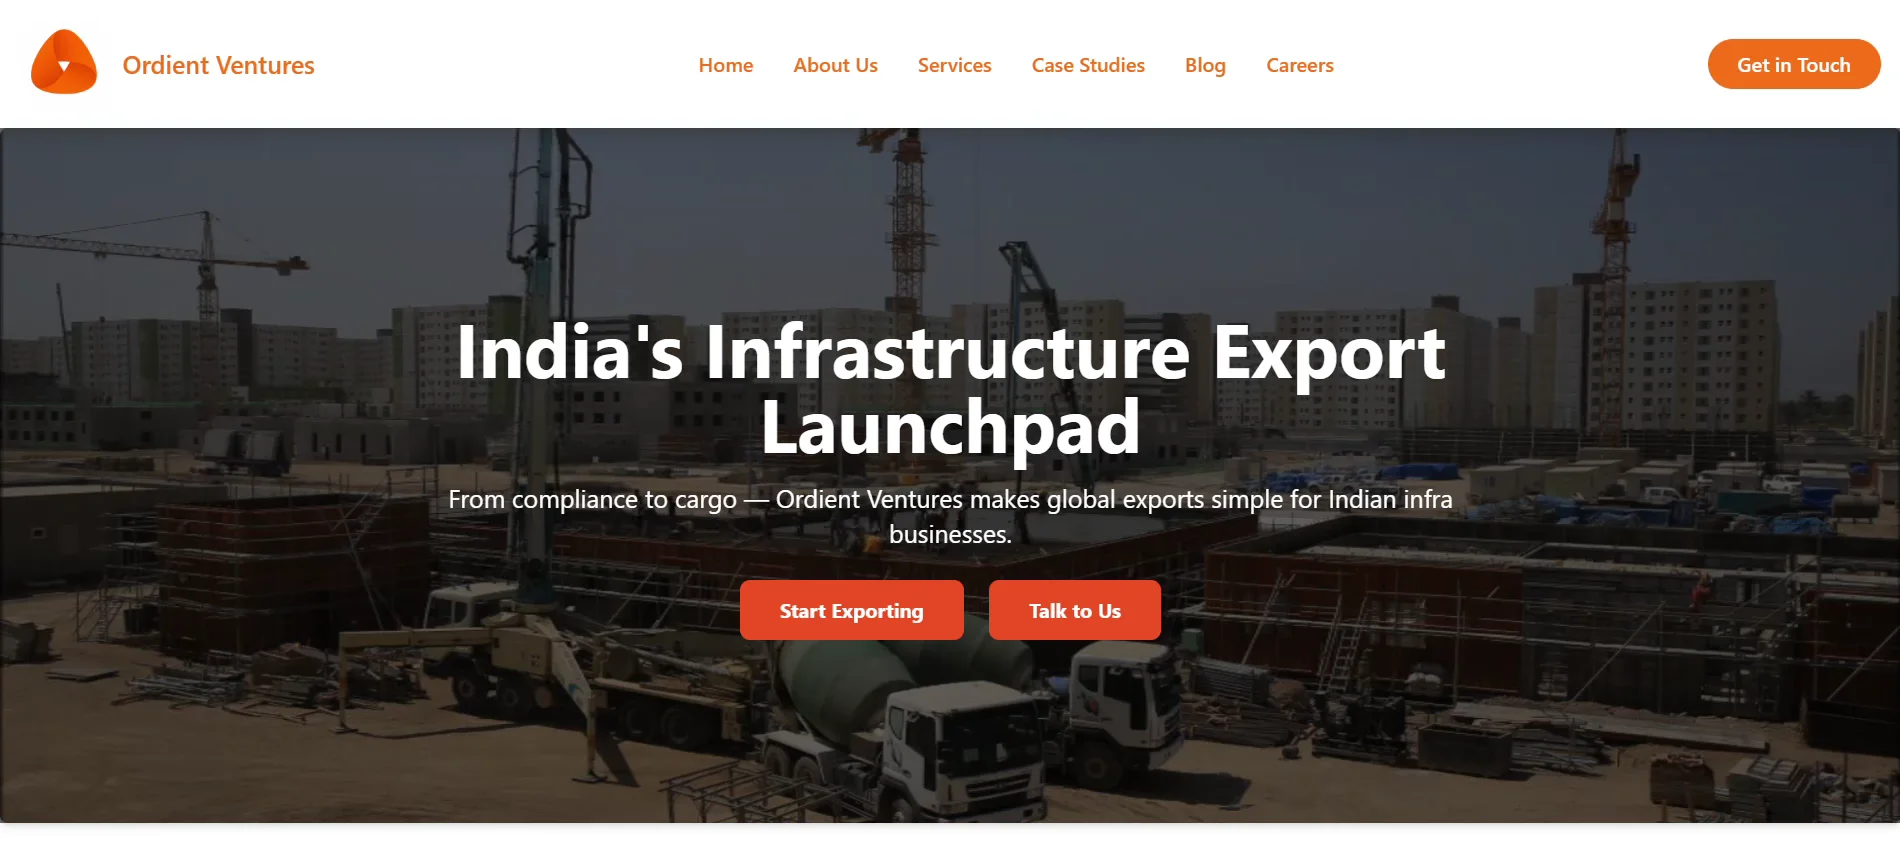 Ordient Ventures
Home
About Us
Services
Case Studies
Blog
Careers
Get in Touch
India's Infrastructure Export
Launchpad
From compliance to cargo — Ordient Ventures makes global exports simple for Indian infra
businesses.
Start Exporting
Talk to Us